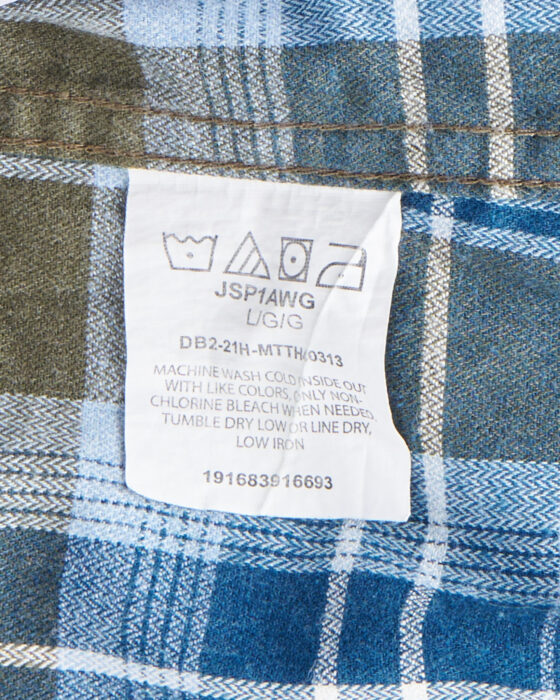 JSP1AWG
L/G/G
DB2-21H-MTTH/0313
MACHINE WASH COLD INSIDE OUT
WITH LIKE COLORS, ONLY NON-
CHLORINE BLEACH WHEN NEEDED,
TUMBLE DRY LOW OR LINE DRY,
LOW IRON
191683916693